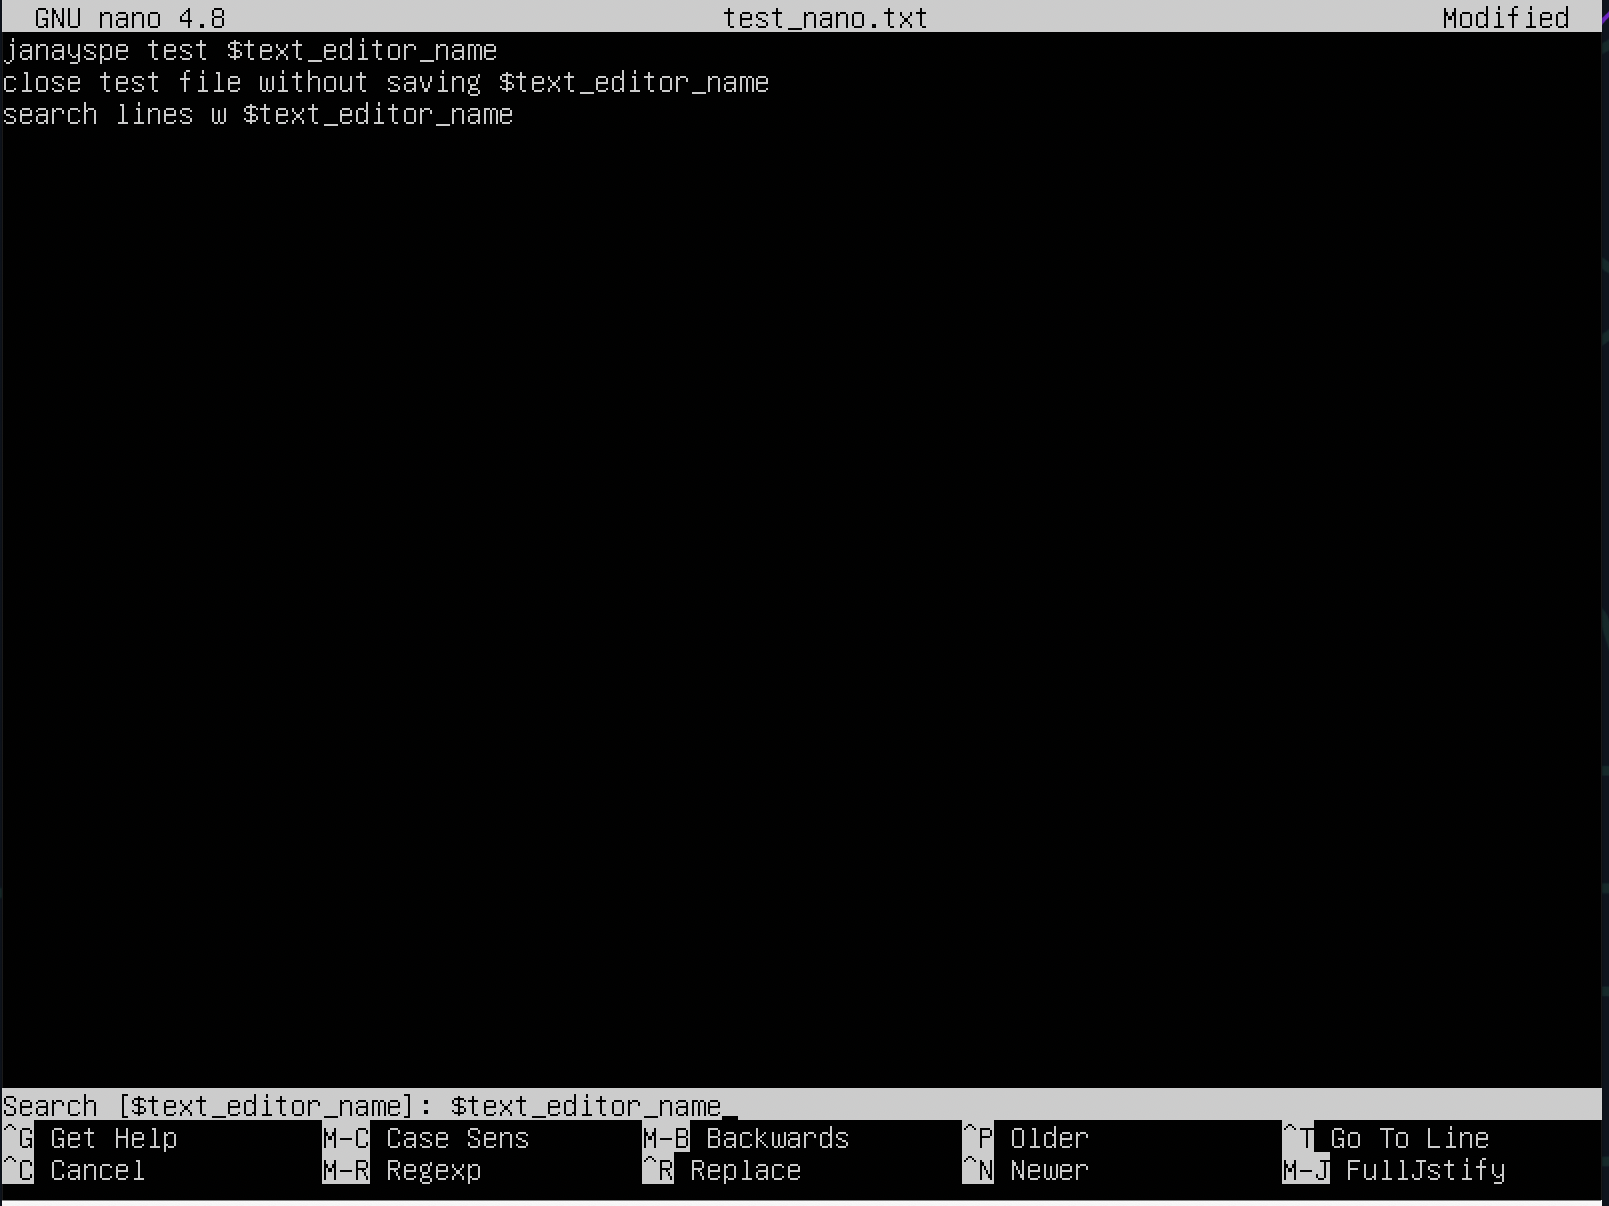 GNU nano 4.8 test_nano.txt Modified
janayspe test $text_editor_name
close test file without saving $text_editor_name
search lines w $text_editor_name
Search [$text_editor_name]: $text_editor_name_
^G Get Help M-C Case Sens M-B Backwards ^P Older ^T Go To Line
^C Cancel M-R Regexp ^R Replace ^N Newer M-J FullJstify